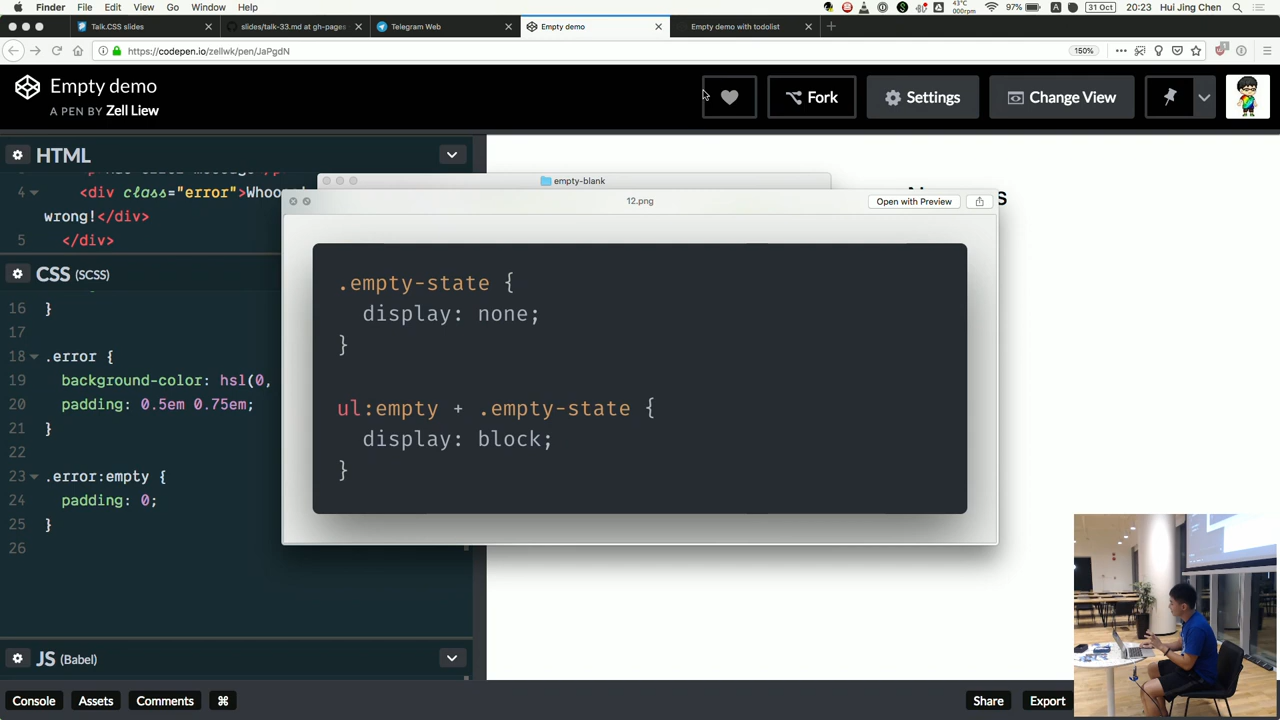 Finder File Edit View Go Window Help
43°C
000rpm
97%
31 Oct
20:23
Hui Jing Chen
Talk.CSS slides
slides/talk-33.md at gh-pages
Telegram Web
Empty demo
Empty demo with todolist
https://codepen.io/zellwk/pen/JaPgdN
150%
Empty demo
A PEN BY Zell Liew
Fork
Settings
Change View
HTML
4 <div class="error">Whoo
wrong!</div>
5 </div>
CSS (SCSS)
16 }
17
18 .error {
19 background-color: hsl(0,
20 padding: 0.5em 0.75em;
21 }
22
23 .error:empty {
24 padding: 0;
25 }
26
empty-blank
12.png
Open with Preview
.empty-state {
display: none;
}
ul:empty + .empty-state {
display: block;
}
JS (Babel)
Console
Assets
Comments
⌘
Share
Export